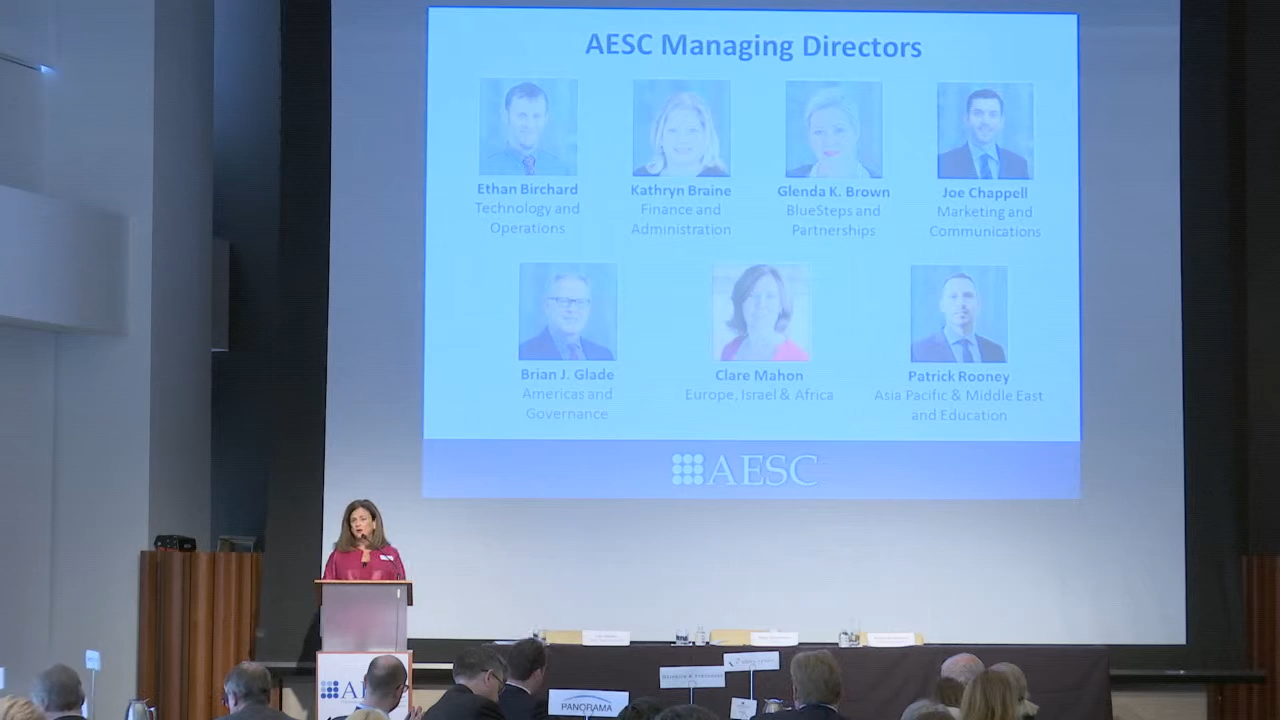 AESC Managing Directors
Ethan Birchard
Technology and
Operations
Kathryn Braine
Finance and
Administration
Glenda K. Brown
BlueSteps and
Partnerships
Joe Chappell
Marketing and
Communications
Brian J. Glade
Americas and
Governance
Clare Mahon
Europe, Israel & Africa
Patrick Rooney
Asia Pacific & Middle East
and Education
AESC
PANORAMA